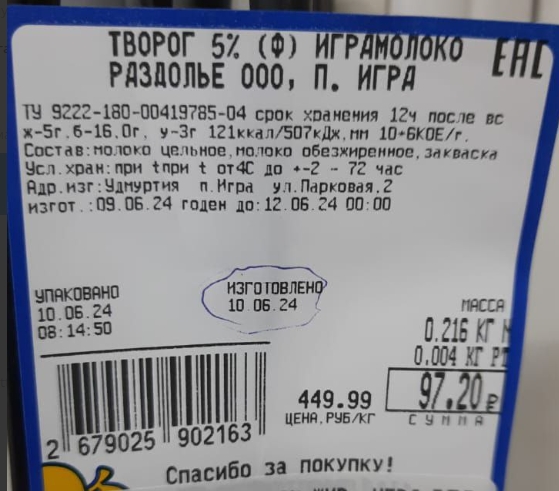 ТВОРОГ 5% (Ф) ИГРАМОЛОКО
РАЗДОЛЬЕ ООО, П. ИГРА
EAC
ТУ 9222-180-00419785-04 срок хранения 12ч после вс
ж-5г,б-16.0г, у-3г 121ккал/507кДж,мм 10*6КОЕ/г.
Состав:молоко цельное,молоко обезжиренное,закваска
Усл.хран:при tпри t от4С до +-2 - 72 час
Адр.изг:Удмуртия п.Игра ул.Парковая,2
изгот.:09.06.24 годен до:12.06.24 00:00
УПАКОВАНО
10.06.24
08:14:50
ИЗГОТОВЛЕНО
10.06.24
МАССА
0.216 КГ
0.004 КГ
449.99
ЦЕНА,РУБ/КГ
97.20 ₽
СУММА
2 679025 902163
Спасибо за покупку!